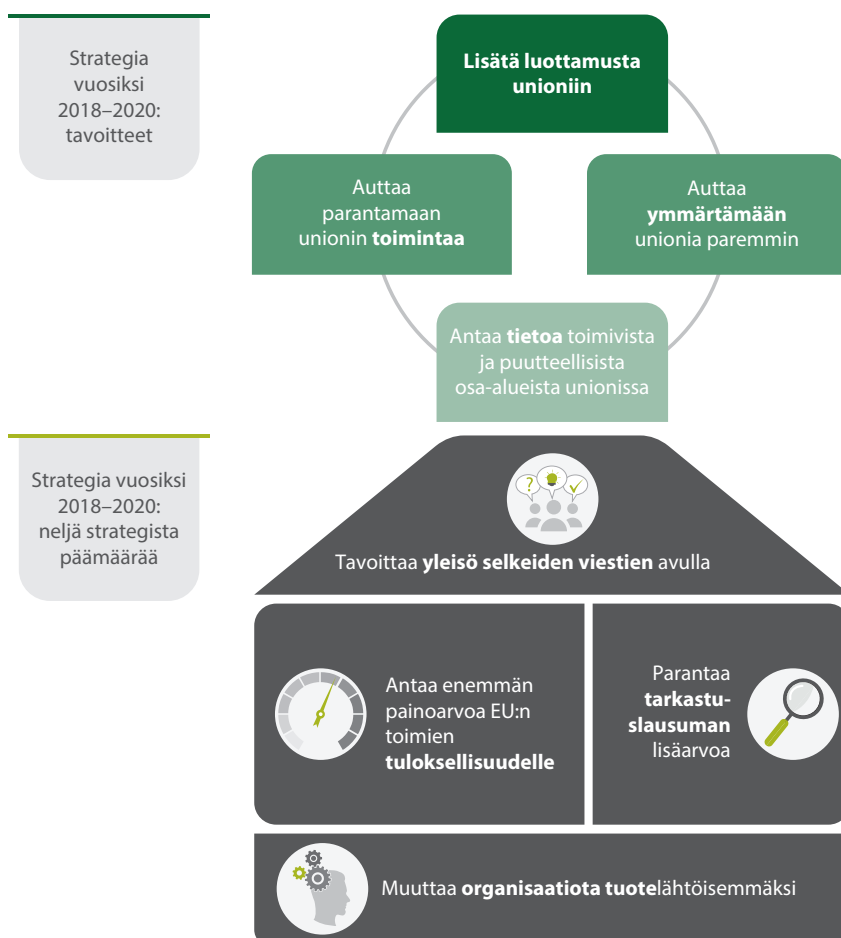 Strategia
vuosiksi
2018–2020:
tavoitteet
Lisätä luottamusta
unioniin
Auttaa
parantamaan
unionin toimintaa
Auttaa
ymmärtämään
unionia paremmin
Antaa tietoa toimivista
ja puutteellisista
osa-alueista unionissa
Strategia vuosiksi
2018–2020:
neljä strategista
päämäärää
?
Tavoittaa yleisö selkeiden viestien avulla
Antaa enemmän
painoarvoa EU:n
toimien
tuloksellisuudelle
Parantaa
tarkastu-
slausuman
lisäarvoa
Muuttaa organisaatiota tuotelähtöisemmäksi